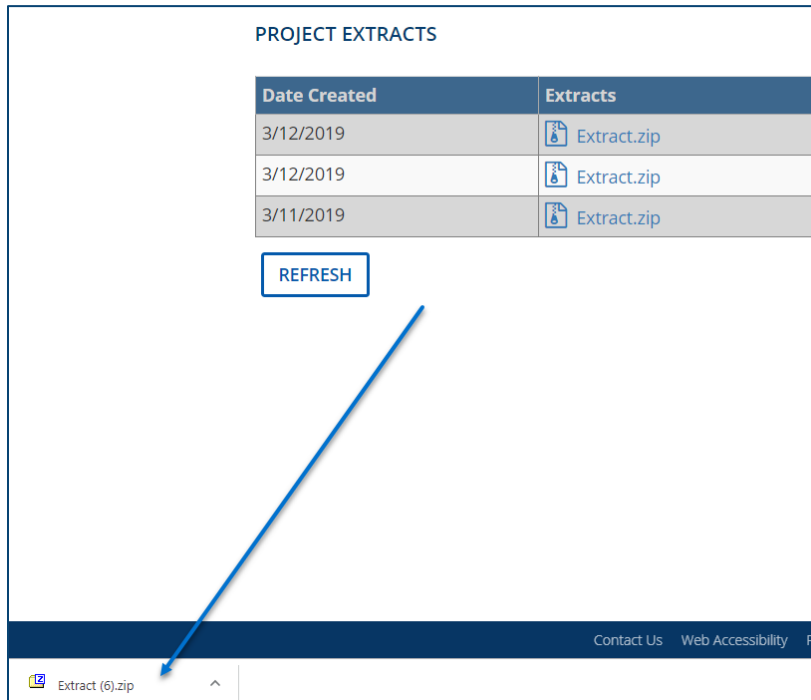 PROJECT EXTRACTS
Date Created Extracts
3/12/2019 Extract.zip
3/12/2019 Extract.zip
3/11/2019 Extract.zip
REFRESH
Contact Us Web Accessibility
Extract (6).zip